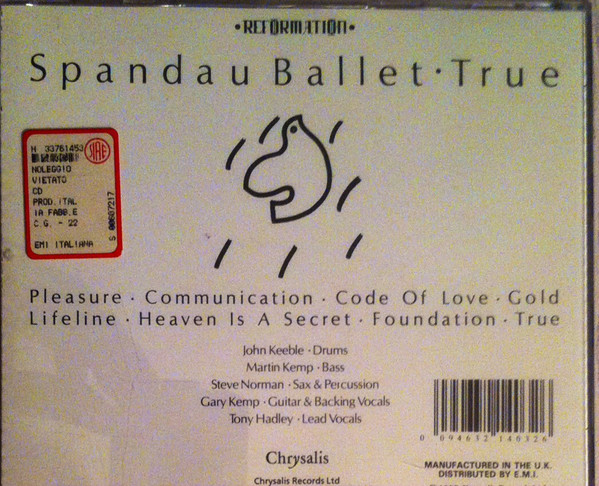 •REFORMATION•
Spandau Ballet · True
H 33761453
SIAE
NOLEGGIO
VIETATO
CD
PROD.ITAL
IA FABB.E
C.G. - 22
EMI ITALIANA
S 00687217
Pleasure · Communication · Code Of Love · Gold
Lifeline · Heaven Is A Secret · Foundation · True
John Keeble · Drums
Martin Kemp · Bass
Steve Norman · Sax & Percussion
Gary Kemp · Guitar & Backing Vocals
Tony Hadley · Lead Vocals
0 094632 140326
Chrysalis
Chrysalis Records Ltd
MANUFACTURED IN THE U.K.
DISTRIBUTED BY E.M.I.